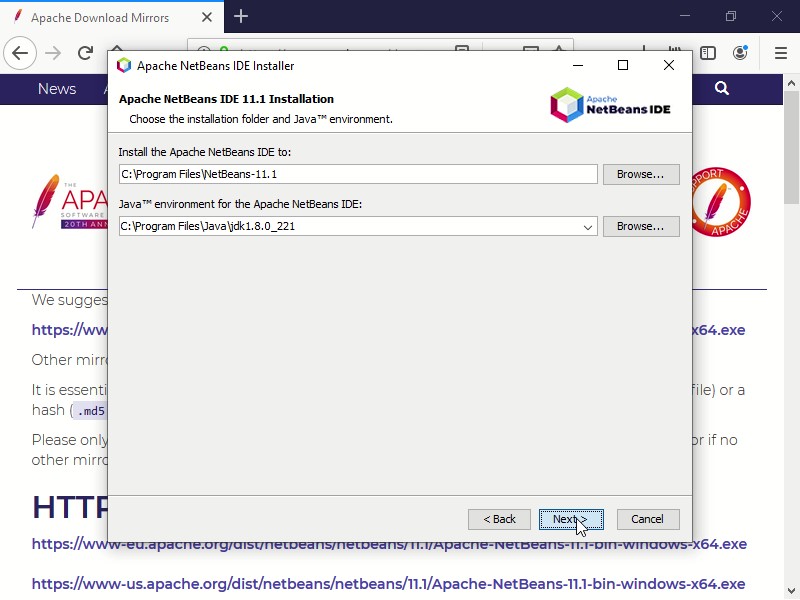 Apache Download Mirrors
Apache NetBeans IDE Installer
News
Apache NetBeans IDE 11.1 Installation
Choose the installation folder and Java™ environment.
Apache
NetBeans IDE
Install the Apache NetBeans IDE to:
C:\Program Files\NetBeans-11.1
Browse...
Java™ environment for the Apache NetBeans IDE:
C:\Program Files\Java\jdk1.8.0_221
Browse...
THE
APA
SOFTWARE
20TH ANN
SUPPORT
APACHE
We sugges
https://ww
x64.exe
Other mirr
It is essenti
file) or a
hash (.md5
Please only
or if no
other mirro
HTTP
< Back
Next >
Cancel
https://www-eu.apache.org/dist/netbeans/netbeans/11.1/Apache-NetBeans-11.1-bin-windows-x64.exe
https://www-us.apache.org/dist/netbeans/netbeans/11.1/Apache-NetBeans-11.1-bin-windows-x64.exe